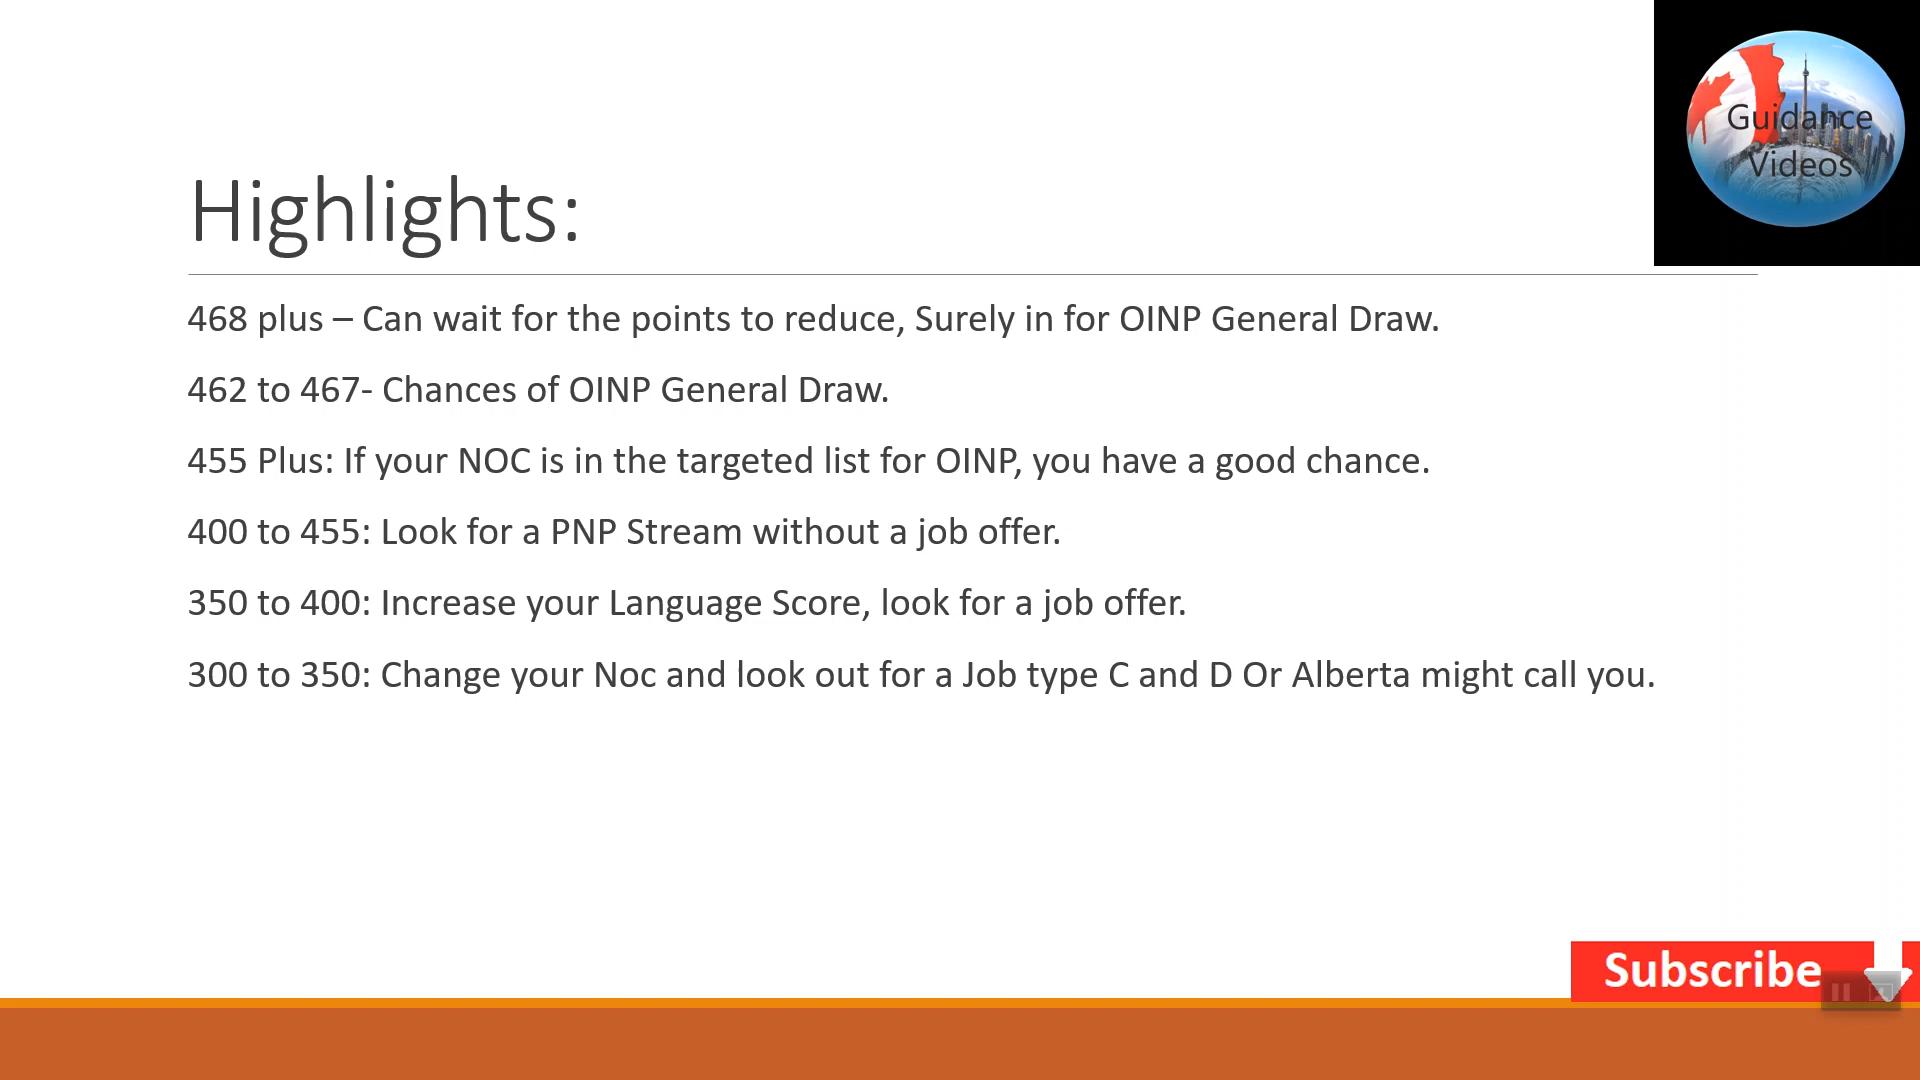 Guidance
Videos
Highlights:
468 plus – Can wait for the points to reduce, Surely in for OINP General Draw.
462 to 467- Chances of OINP General Draw.
455 Plus: If your NOC is in the targeted list for OINP, you have a good chance.
400 to 455: Look for a PNP Stream without a job offer.
350 to 400: Increase your Language Score, look for a job offer.
300 to 350: Change your Noc and look out for a Job type C and D Or Alberta might call you.
Subscribe